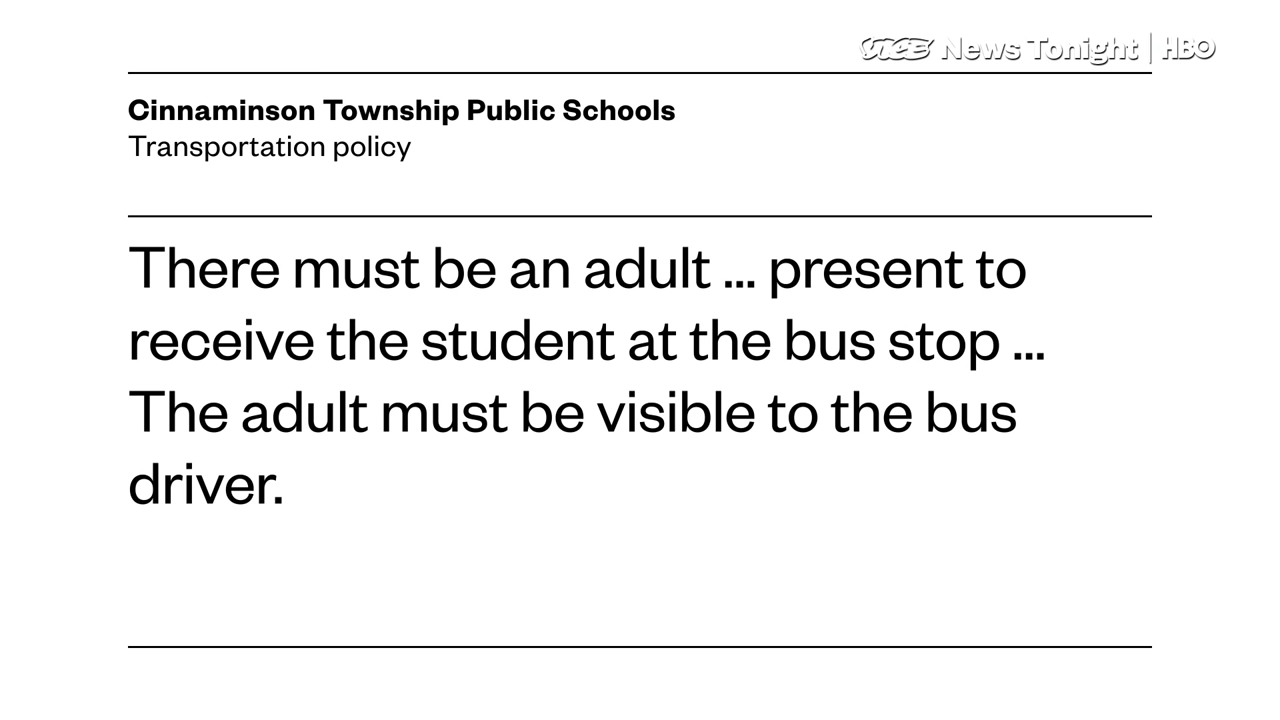 VICE News Tonight | HBO
Cinnaminson Township Public Schools
Transportation policy
There must be an adult ... present to
receive the student at the bus stop ...
The adult must be visible to the bus
driver.